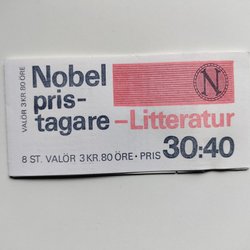 VALÖR 3 KR. 80 ÖRE
Nobel
pris-
tagare –Litteratur
N
8 ST. VALÖR 3 KR. 80 ÖRE • PRIS 30:40